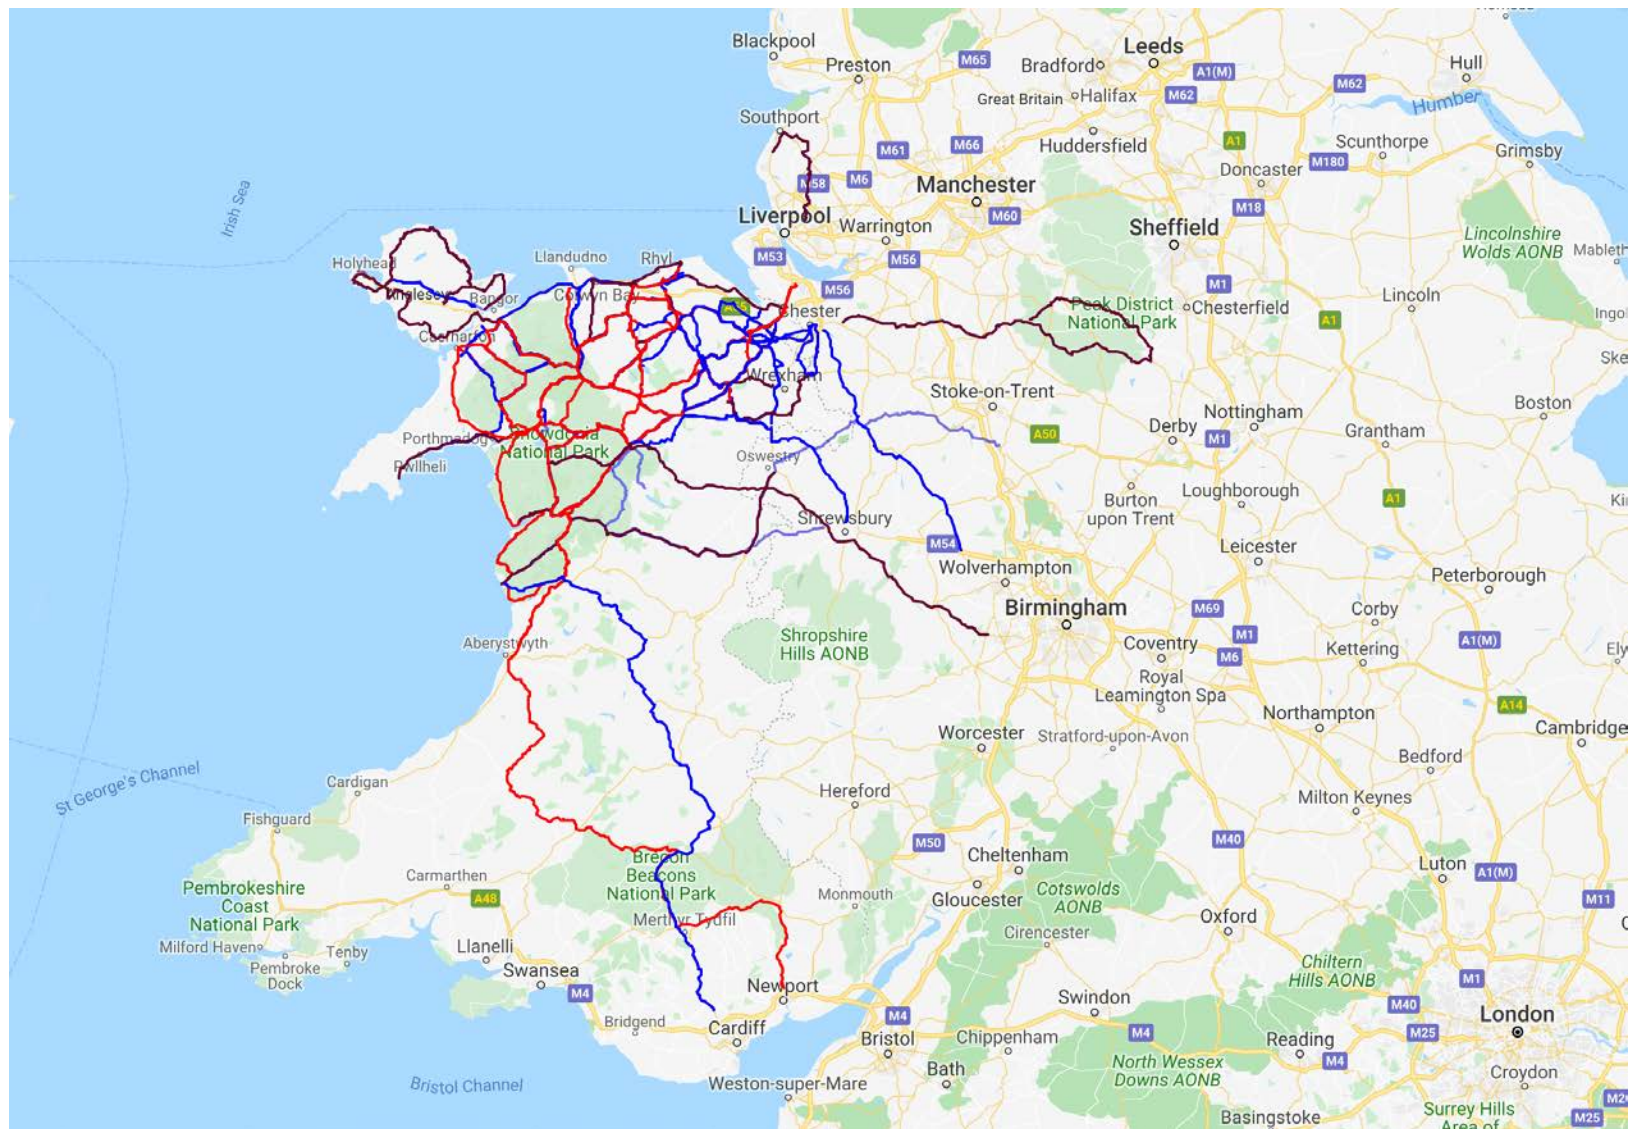 Blackpool
Preston
M65
Bradford
Leeds
A1(M)
M62
Hull
Great Britain
Halifax
M62
Humber
Southport
M61
M66
Huddersfield
A1
M180
Scunthorpe
Grimsby
Irish Sea
M58
M6
Manchester
Doncaster
Liverpool
Warrington
M60
M18
Sheffield
Lincolnshire
Wolds AONB
Mableth
Holyhead
Llandudno
Rhyl
M53
M56
M56
M1
Anglesey
Bangor
Colwyn Bay
A55
Chester
Peak District
National Park
Chesterfield
Lincoln
A1
Ingol
Caernarfon
Wrexham
Stoke-on-Trent
Ske
Nottingham
Boston
Derby
M1
A50
Grantham
Porthmadog
Snowdonia
National Park
Oswestry
Pwllheli
Burton
upon Trent
Loughborough
A1
Shrewsbury
M54
Leicester
Wolverhampton
Peterborough
Birmingham
M69
M1
Corby
A1(M)
Shropshire
Hills AONB
Aberystwyth
Coventry
M6
Kettering
Royal
Leamington Spa
A14
Northampton
Cambridge
Worcester
Stratford-upon-Avon
Bedford
St George's Channel
Cardigan
Hereford
Milton Keynes
Fishguard
M50
M40
Brecon
Beacons
National Park
Cheltenham
Luton
A1(M)
Pembrokeshire
Coast
National Park
Carmarthen
A48
Monmouth
Gloucester
Cotswolds
AONB
M11
Merthyr Tydfil
Oxford
Cirencester
Milford Haven
Tenby
Llanelli
Chiltern
Hills AONB
Pembroke
Dock
Swansea
M4
Newport
Swindon
M1
M40
M25
London
Bridgend
Cardiff
M4
Bristol
Chippenham
M4
Reading
M4
Bath
North Wessex
Downs AONB
Croydon
Bristol Channel
Weston-super-Mare
Basingstoke
Surrey Hills
Area of
M25